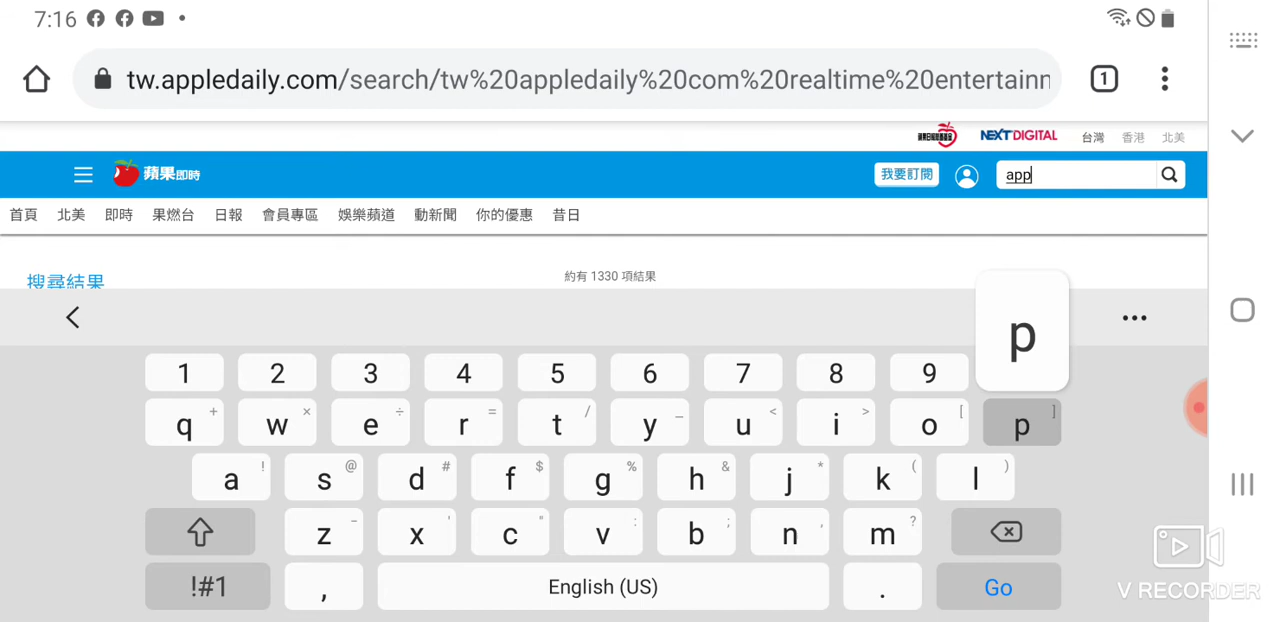 7:16
tw.appledaily.com/search/tw%20appledaily%20com%20realtime%20entertainn
1
NEXT DIGITAL 台灣 香港 北美
蘋果即時 我要訂閱 app
首頁 北美 即時 果燃台 日報 會員專區 娛樂蘋道 動新聞 你的優惠 昔日
搜尋結果 約有 1330 項結果
p
1 2 3 4 5 6 7 8 9
q + w × e ÷ r = t / y _ u < i > o [ p ]
a ! s @ d # f $ g % h & j * k ( l )
z - x ' c " v : b ; n , m ?
!#1 , English (US) . Go
V RECORDER